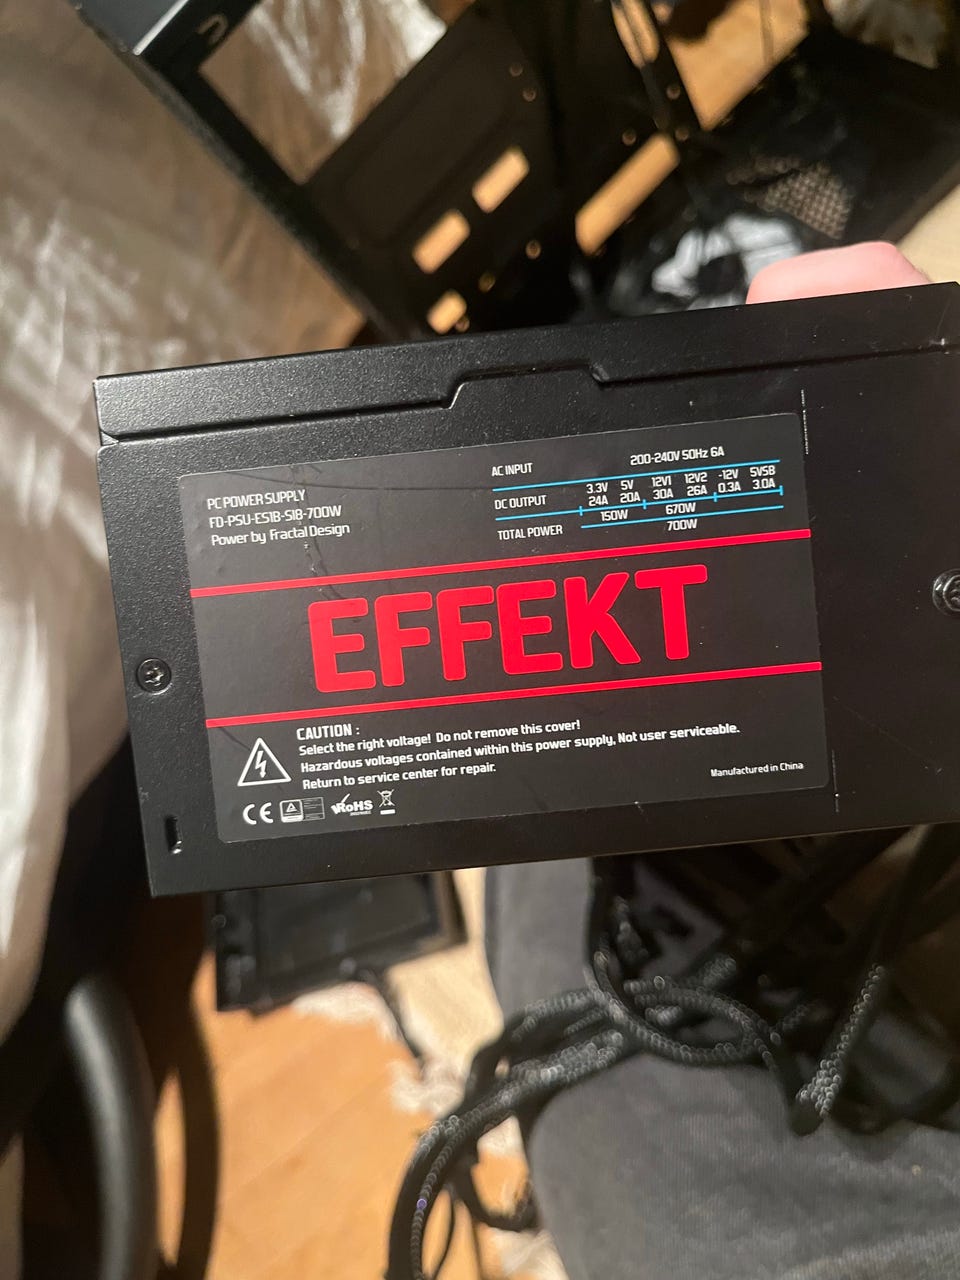 PC POWER SUPPLY
FD-PSU-ES1B-S18-700W
Power by Fractal Design
AC INPUT 200-240V 50Hz 6A
DC OUTPUT 3.3V 5V 12V1 12V2 -12V 5VSB
24A 20A 30A 26A 0.3A 3.0A
150W 670W
TOTAL POWER 700W
EFFEKT
CAUTION :
Select the right voltage! Do not remove this cover!
Hazardous voltages contained within this power supply, Not user serviceable.
Return to service center for repair.
Manufactured in China
CE RoHS